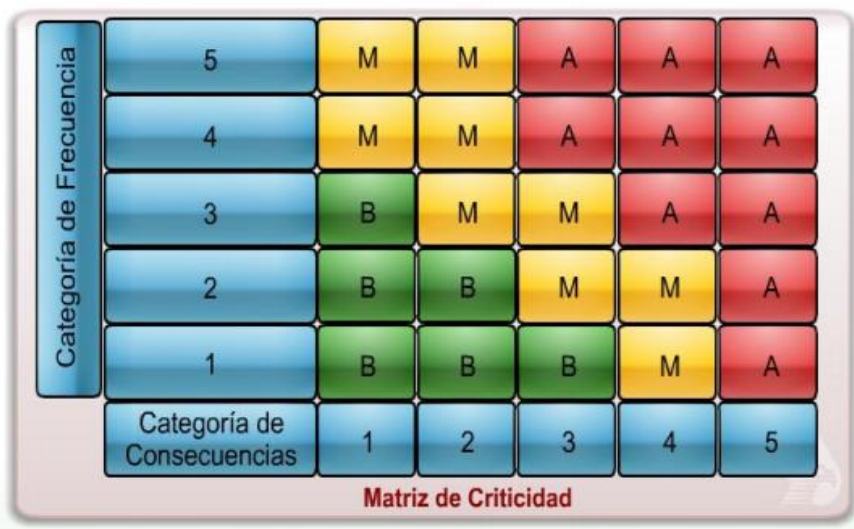 Categoría de Frecuencia
5 M M A A A
4 M M A A A
3 B M M A A
2 B B M M A
1 B B B M A
Categoría de
Consecuencias 1 2 3 4 5
Matriz de Criticidad